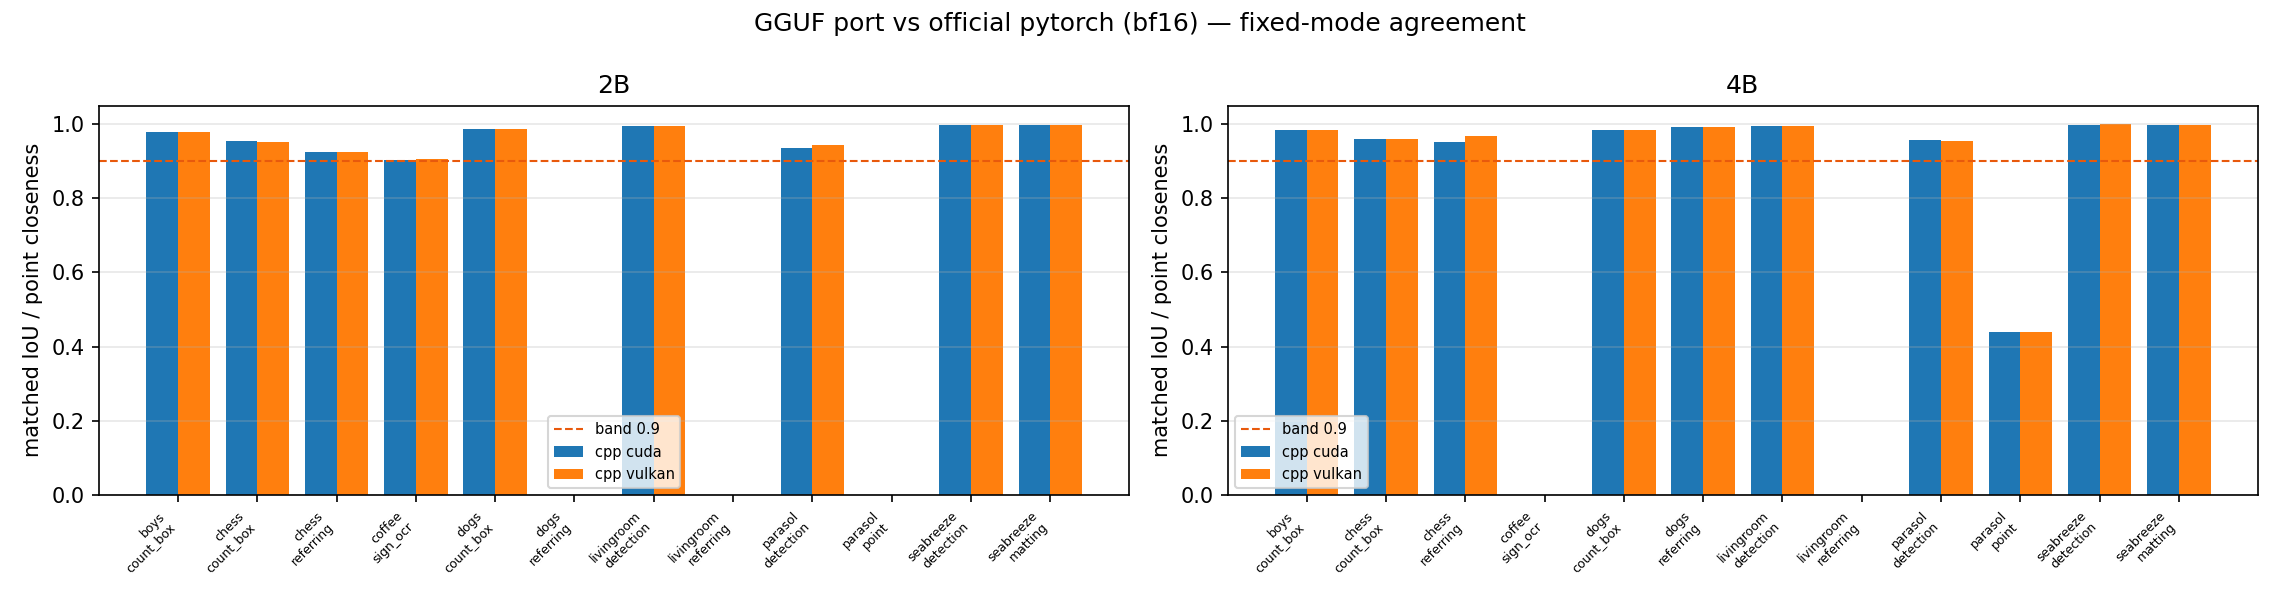 GGUF port vs official pytorch (bf16) — fixed-mode agreement
2B
matched IoU / point closeness
1.0
0.8
0.6
0.4
0.2
0.0
band 0.9
cpp cuda
cpp vulkan
boys
count_box
chess
count_box
chess
referring
coffee
sign_ocr
dogs
count_box
dogs
referring
livingroom
detection
livingroom
referring
parasol
detection
parasol
point
seabreeze
detection
seabreeze
matting
4B
matched IoU / point closeness
1.0
0.8
0.6
0.4
0.2
0.0
band 0.9
cpp cuda
cpp vulkan
boys
count_box
chess
count_box
chess
referring
coffee
sign_ocr
dogs
count_box
dogs
referring
livingroom
detection
livingroom
referring
parasol
detection
parasol
point
seabreeze
detection
seabreeze
matting